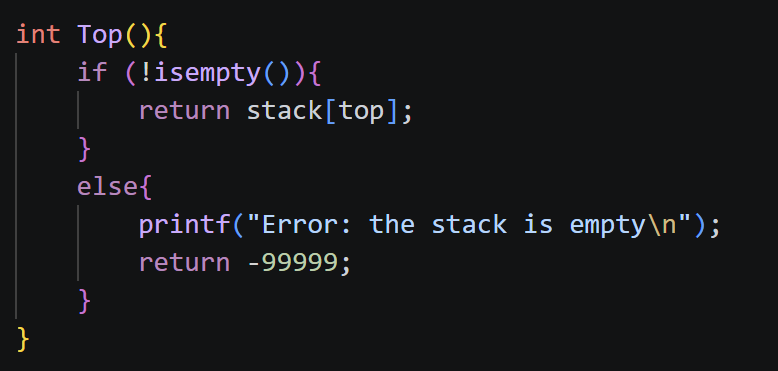 int Top(){
    if (!isempty()){
        return stack[top];
    }
    else{
        printf("Error: the stack is empty\n");
        return -99999;
    }
}